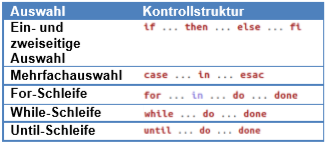 Auswahl Kontrollstruktur
Ein- und if ... then ... else ... fi
zweiseitige
Auswahl
Mehrfachauswahl case ... in ... esac
For-Schleife for ... in ... do ... done
While-Schleife while ... do ... done
Until-Schleife until ... do ... done